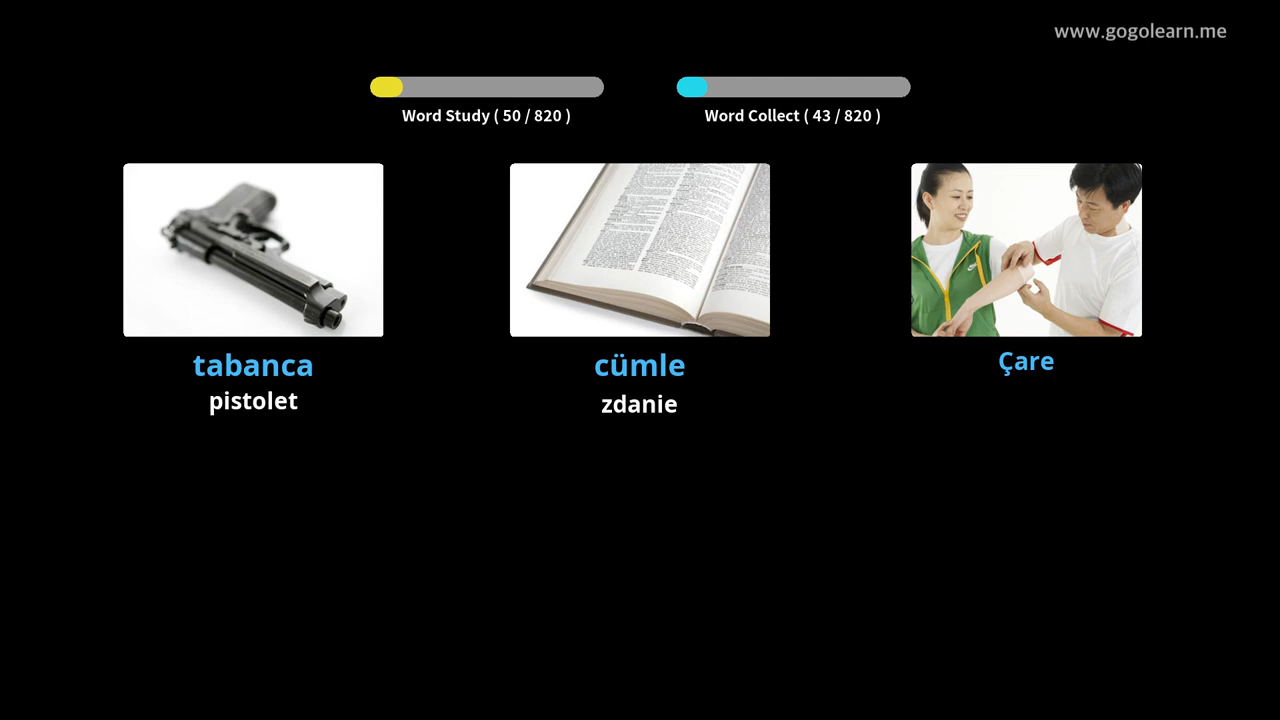 www.gogolearn.me
Word Study ( 50 / 820 )
Word Collect ( 43 / 820 )
tabanca
pistolet
cümle
zdanie
Çare